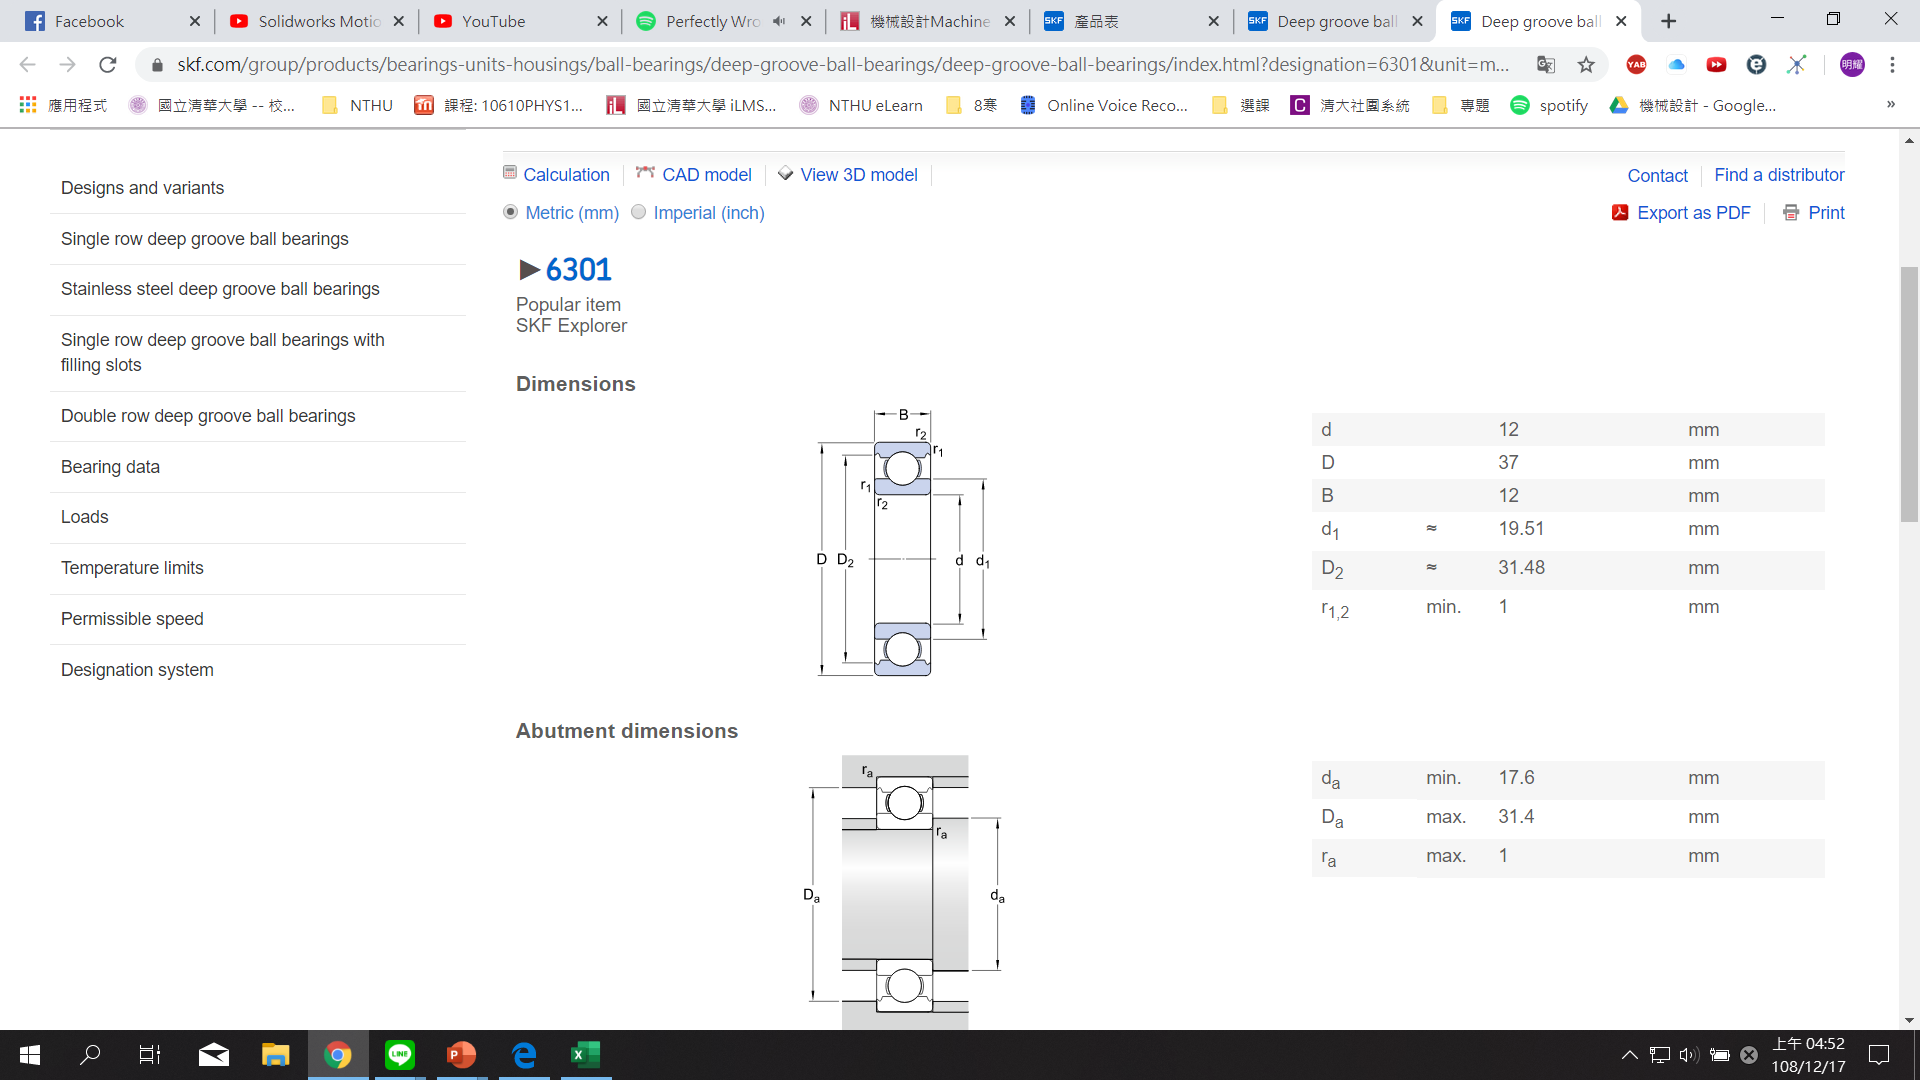 Facebook
Solidworks Motio
YouTube
Perfectly Wro
機械設計Machine
產品表
Deep groove ball
Deep groove ball
skf.com/group/products/bearings-units-housings/ball-bearings/deep-groove-ball-bearings/deep-groove-ball-bearings/index.html?designation=6301&unit=m...
YAB
明耀
應用程式
國立清華大學 -- 校...
NTHU
課程: 10610PHYS1...
國立清華大學 iLMS...
NTHU eLearn
8寒
Online Voice Reco...
選課
清大社團系統
專題
spotify
機械設計 - Google...
»
Designs and variants
Single row deep groove ball bearings
Stainless steel deep groove ball bearings
Single row deep groove ball bearings with
filling slots
Double row deep groove ball bearings
Bearing data
Loads
Temperature limits
Permissible speed
Designation system
Calculation
CAD model
View 3D model
Contact
Find a distributor
Metric (mm)
Imperial (inch)
Export as PDF
Print
6301
Popular item
SKF Explorer
Dimensions
B
r2
r1
r1
r2
D D2 d d1
d 12 mm
D 37 mm
B 12 mm
d1 ≈ 19.51 mm
D2 ≈ 31.48 mm
r1,2 min. 1 mm
Abutment dimensions
ra
ra
Da da
da min. 17.6 mm
Da max. 31.4 mm
ra max. 1 mm
上午 04:52
108/12/17